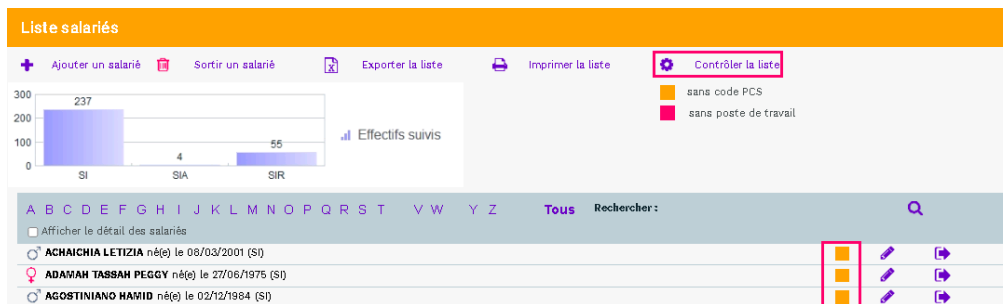 Liste salariés
Ajouter un salarié Sortir un salarié Exporter la liste Imprimer la liste Contrôler la liste
sans code PCS
sans poste de travail
300
200
100
0
237
4
55
SI SIA SIR
Effectifs suivis
A B C D E F G H I J K L M N O P Q R S T V W Y Z Tous Rechercher :
Afficher le détail des salariés
ACHAICHIA LETIZIA né(e) le 08/03/2001 (SI)
ADAMAH TASSAH PEGGY né(e) le 27/06/1975 (SI)
AGOSTINIANO HAMID né(e) le 02/12/1984 (SI)